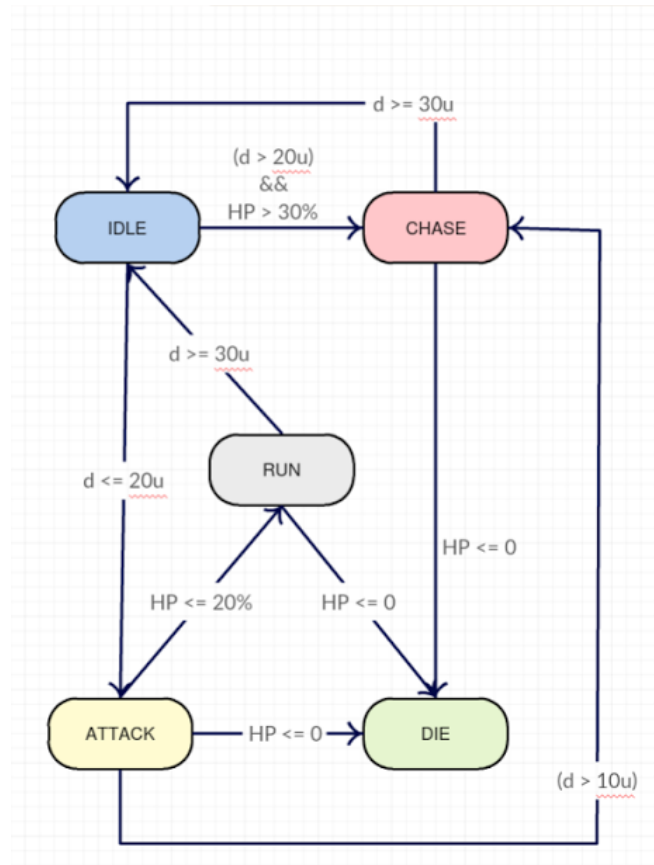 d >= 30u
(d > 20u)
&&
HP > 30%
IDLE
CHASE
d >= 30u
RUN
d <= 20u
HP <= 0
HP <= 20%
HP <= 0
ATTACK
HP <= 0
DIE
(d > 10u)